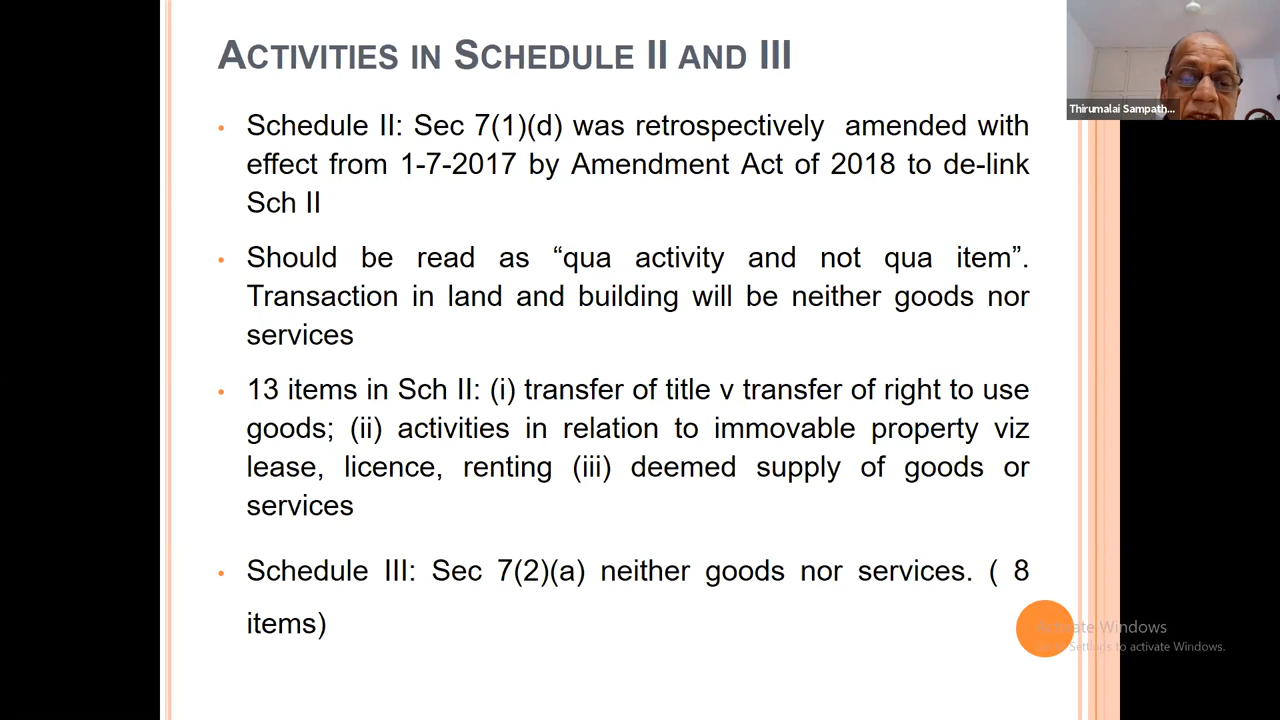 ACTIVITIES IN SCHEDULE II AND III
Thirumalai Sampath...
• Schedule II: Sec 7(1)(d) was retrospectively amended with
effect from 1-7-2017 by Amendment Act of 2018 to de-link
Sch II
• Should be read as “qua activity and not qua item”.
Transaction in land and building will be neither goods nor
services
• 13 items in Sch II: (i) transfer of title v transfer of right to use
goods; (ii) activities in relation to immovable property viz
lease, licence, renting (iii) deemed supply of goods or
services
• Schedule III: Sec 7(2)(a) neither goods nor services. ( 8
items)
Activate Windows
to Settings to activate Windows.